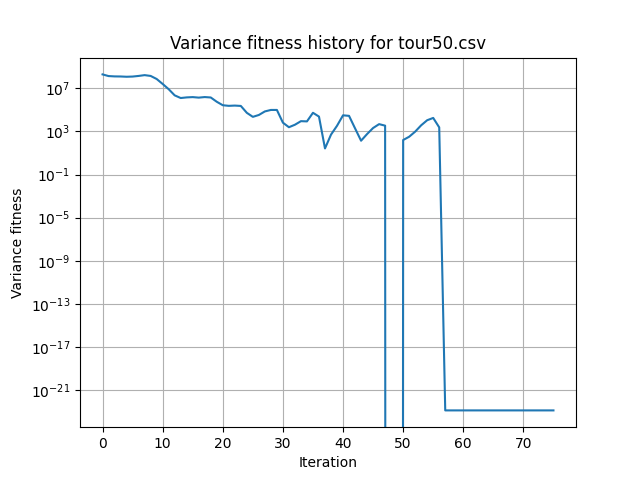 Variance fitness history for tour50.csv
10^7
10^3
10^−1
10^−5
10^−9
10^−13
10^−17
10^−21
Variance fitness
0 10 20 30 40 50 60 70
Iteration